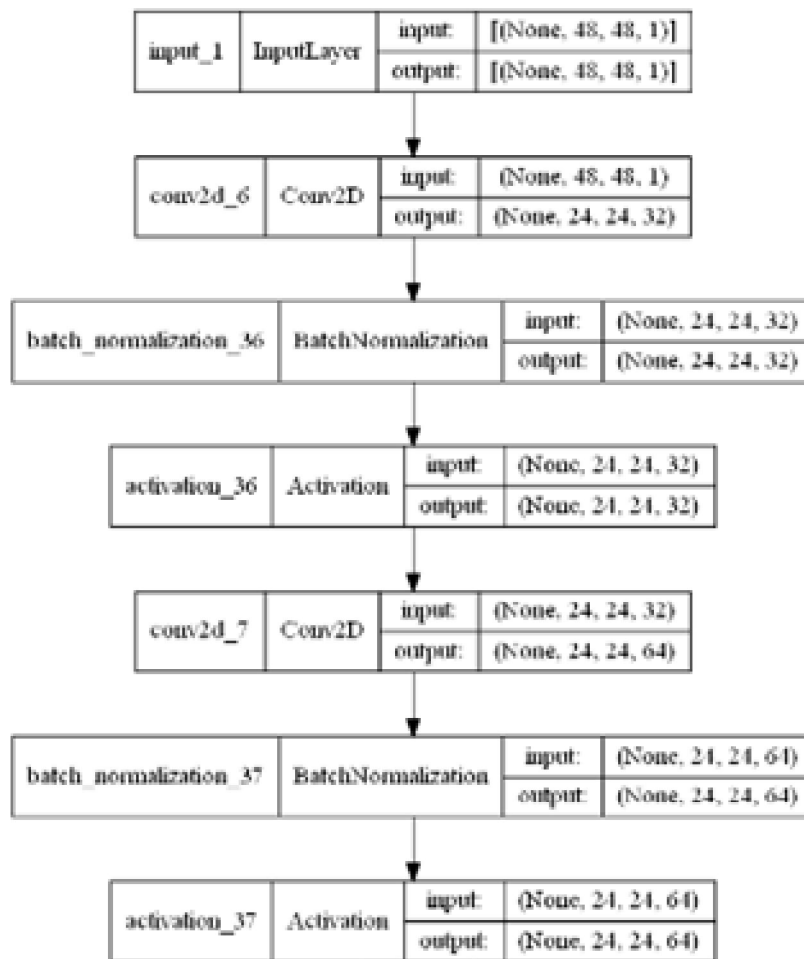 input_1 InputLayer input: [(None, 48, 48, 1)]
output: [(None, 48, 48, 1)]
conv2d_6 Conv2D input: (None, 48, 48, 1)
output: (None, 24, 24, 32)
batch_normalization_36 BatchNormalization input: (None, 24, 24, 32)
output: (None, 24, 24, 32)
activation_36 Activation input: (None, 24, 24, 32)
output: (None, 24, 24, 32)
conv2d_7 Conv2D input: (None, 24, 24, 32)
output: (None, 24, 24, 64)
batch_normalization_37 BatchNormalization input: (None, 24, 24, 64)
output: (None, 24, 24, 64)
activation_37 Activation input: (None, 24, 24, 64)
output: (None, 24, 24, 64)